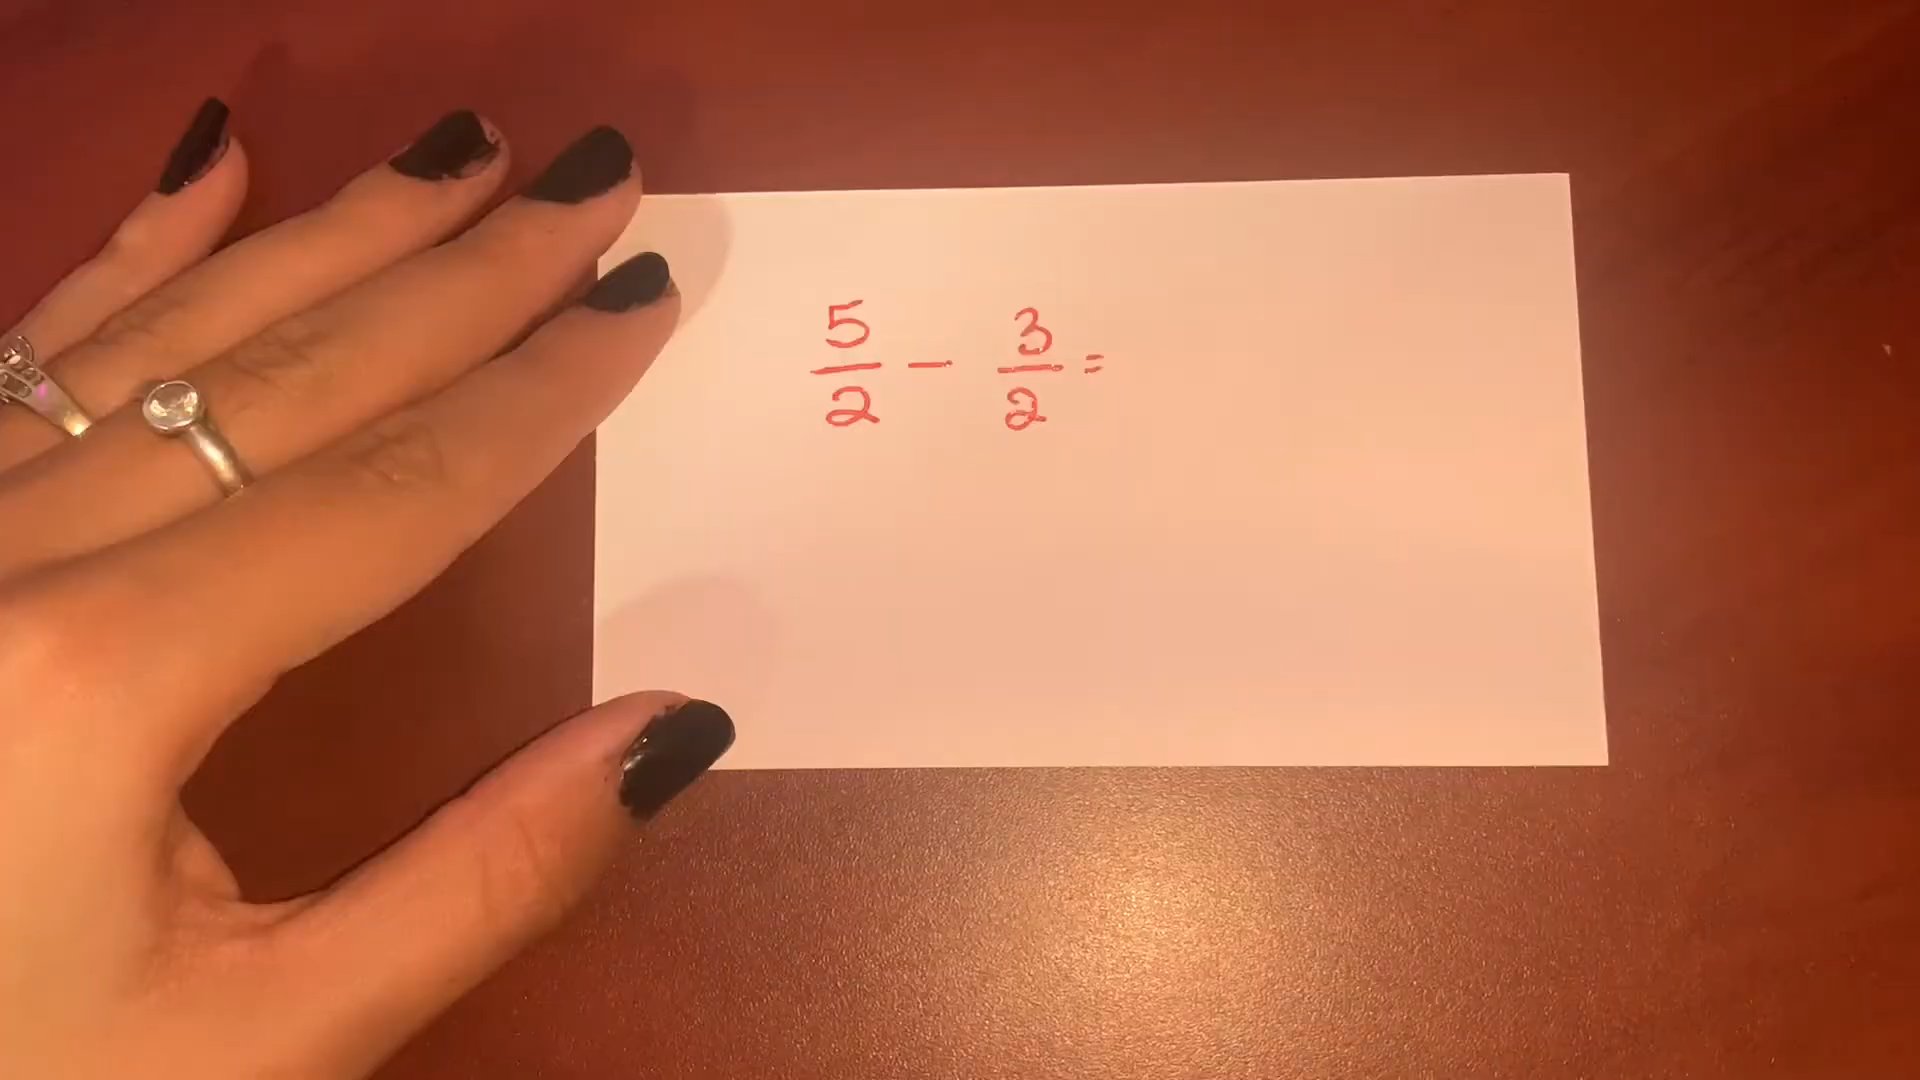 5/2 - 3/2 =